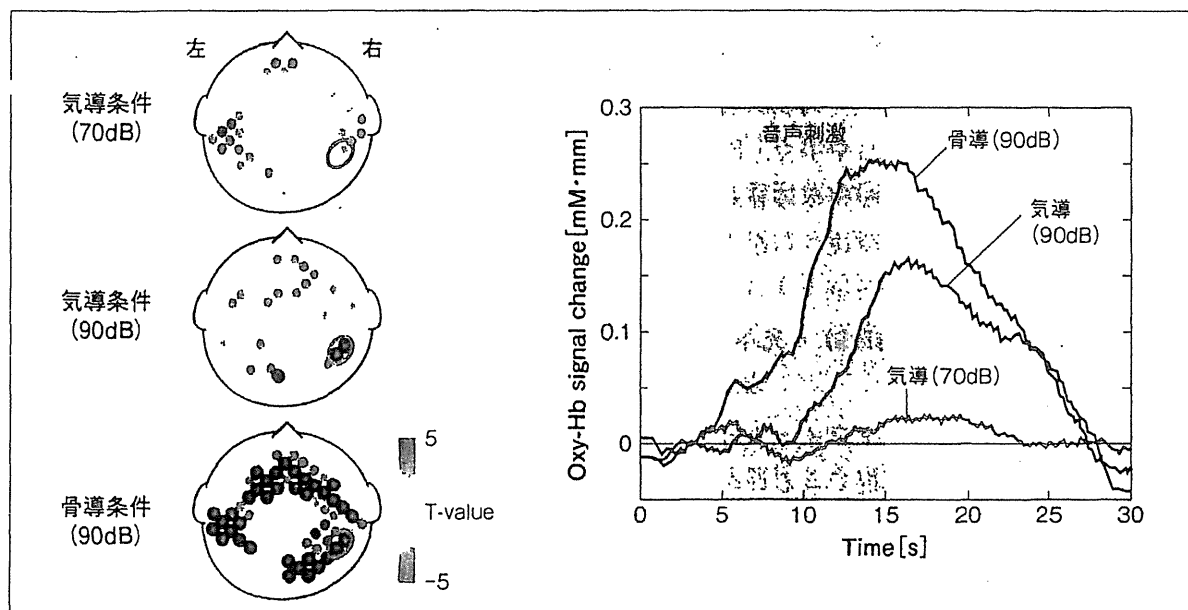 左
右
気導条件
(70dB)
気導条件
(90dB)
骨導条件
(90dB)
5
T-value
-5
Oxy-Hb signal change [mM・mm]
0.3
0.2
0.1
0
音声刺激
骨導(90dB)
気導
(90dB)
気導(70dB)
0
5
10
15
20
25
30
Time[s]